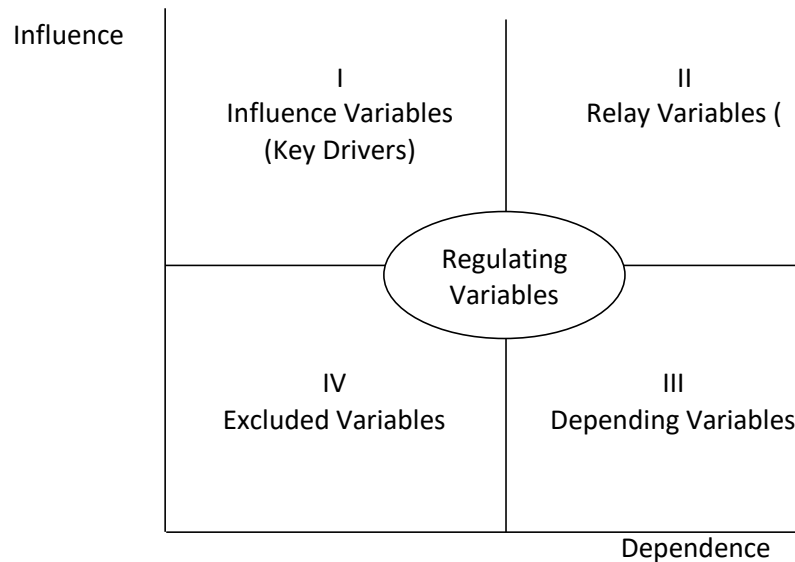 Influence
I
Influence Variables
(Key Drivers)
II
Relay Variables (
Regulating
Variables
IV
Excluded Variables
III
Depending Variables
Dependence